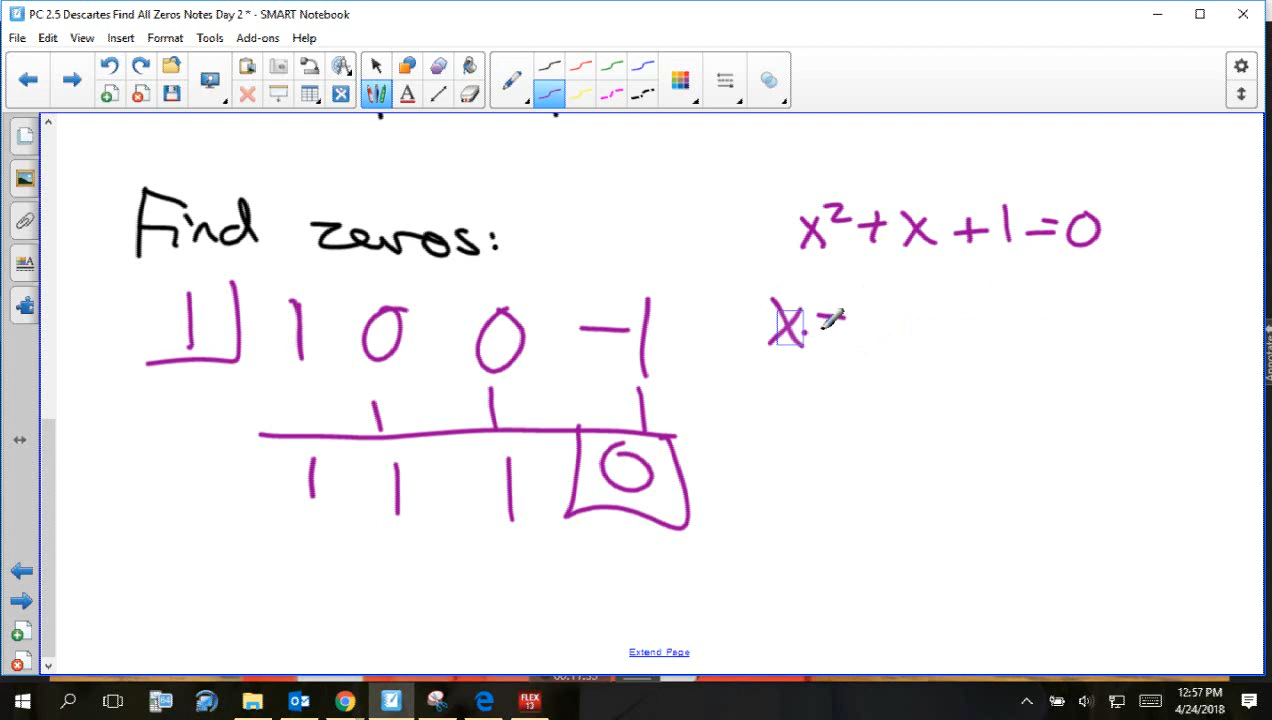 PC 2.5 Descartes Find All Zeros Notes Day 2 * - SMART Notebook
File Edit View Insert Format Tools Add-ons Help
Find zeros:
x² + x + 1 = 0
1 1 0 0 -1
x =
1 1 1
1 1 1 0
Extend Page
FLEX
13
12:57 PM
4/24/2018